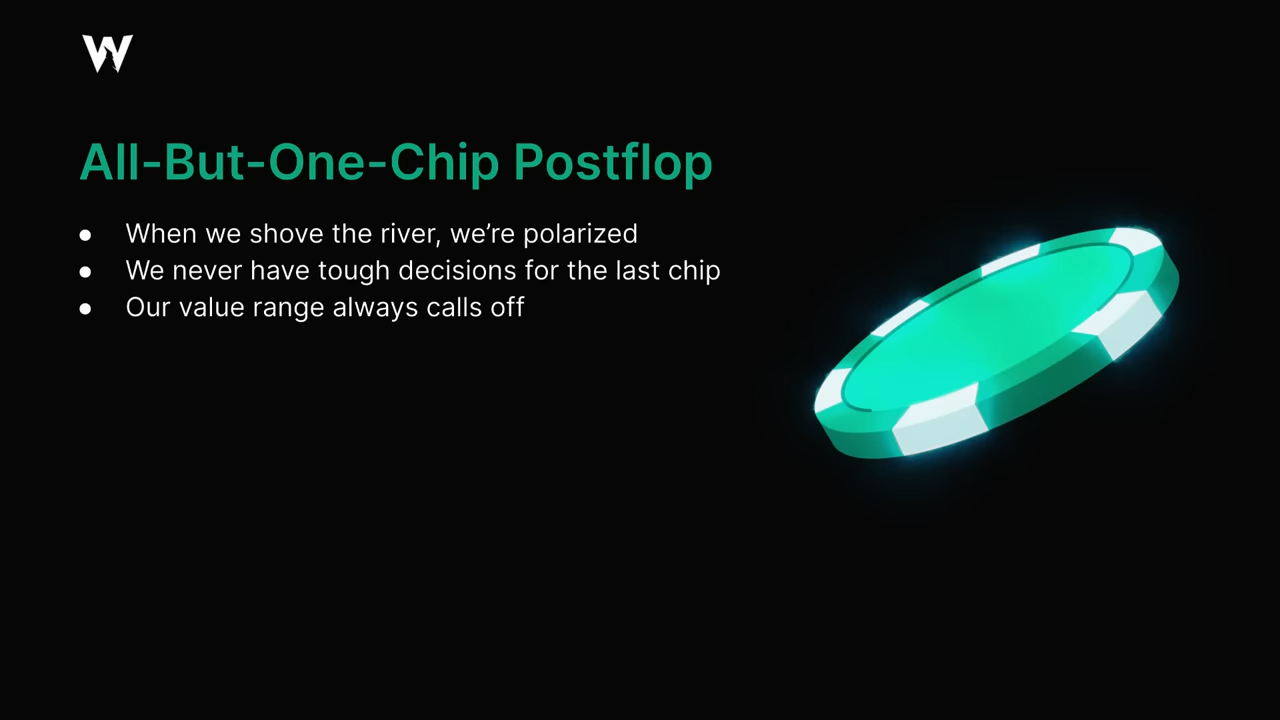 W
All-But-One-Chip Postflop
● When we shove the river, we’re polarized
● We never have tough decisions for the last chip
● Our value range always calls off